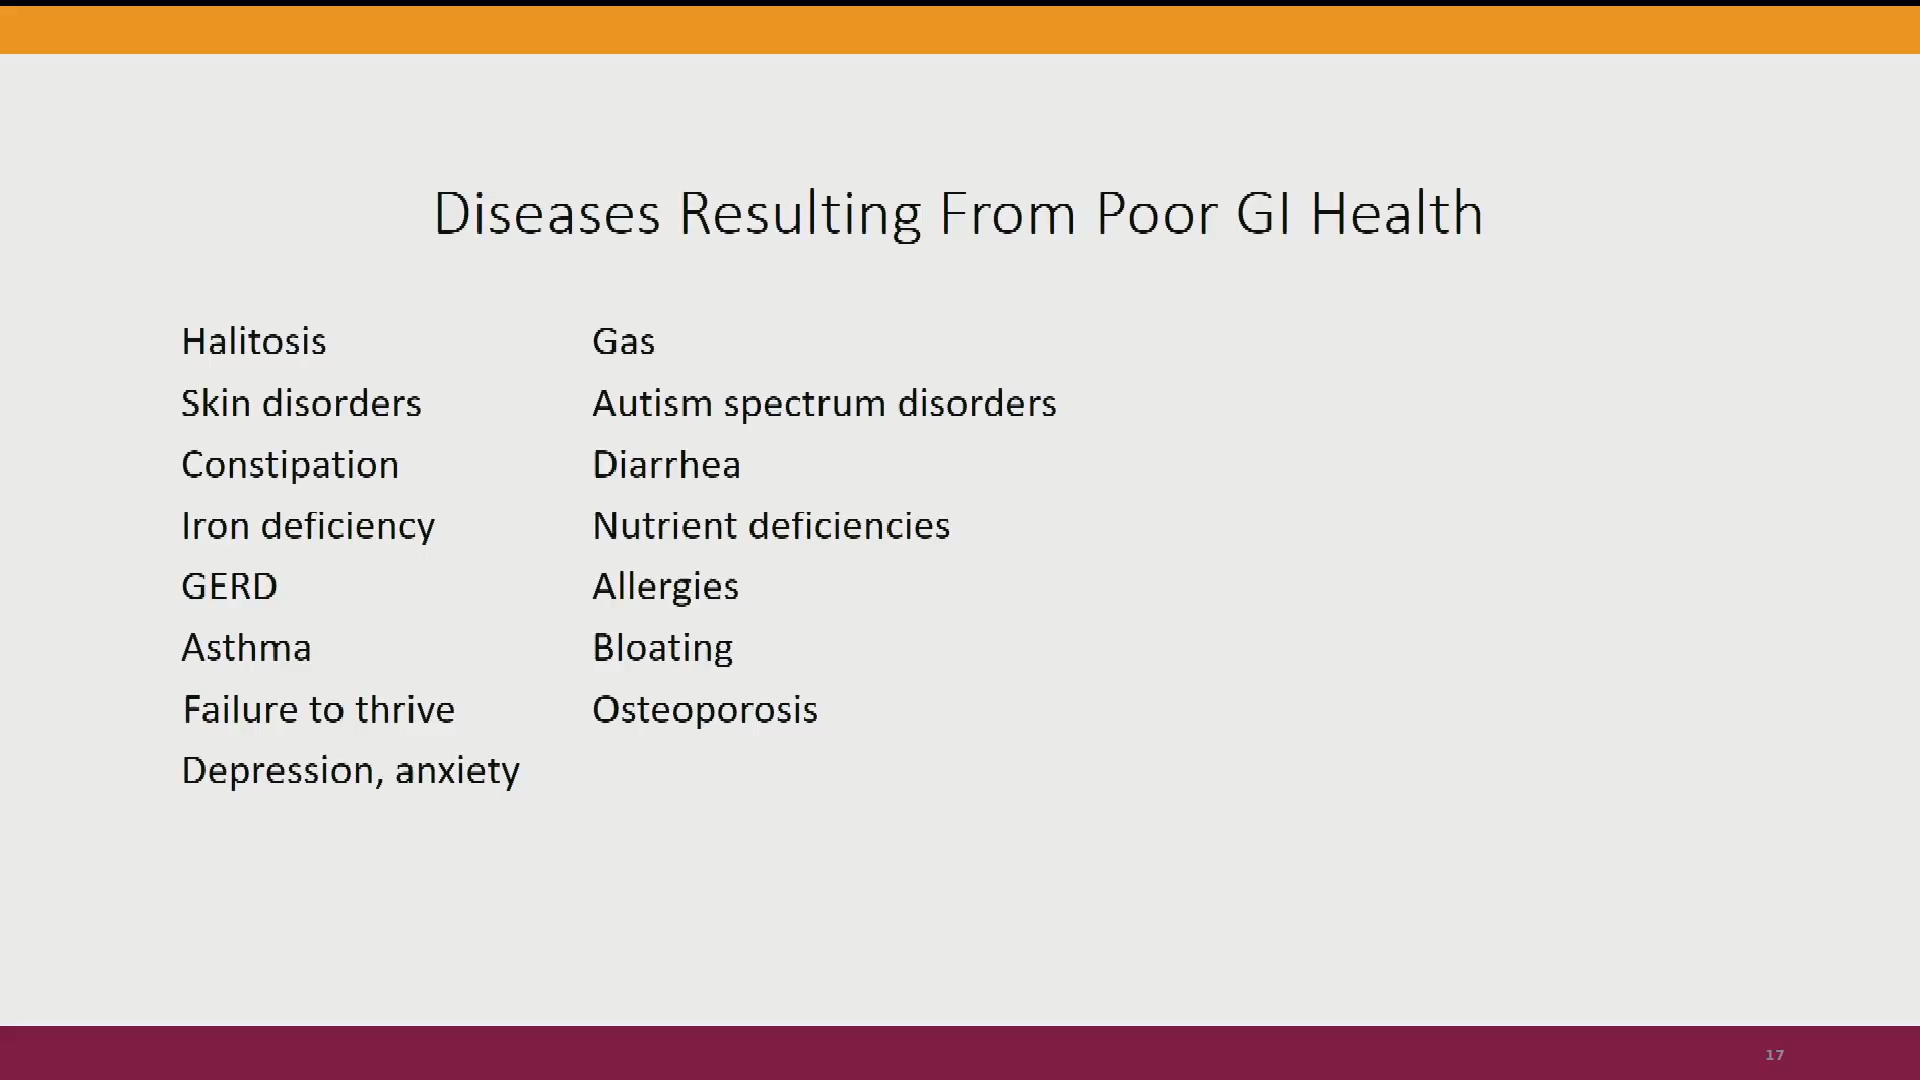 Diseases Resulting From Poor GI Health
Halitosis
Skin disorders
Constipation
Iron deficiency
GERD
Asthma
Failure to thrive
Depression, anxiety
Gas
Autism spectrum disorders
Diarrhea
Nutrient deficiencies
Allergies
Bloating
Osteoporosis
17